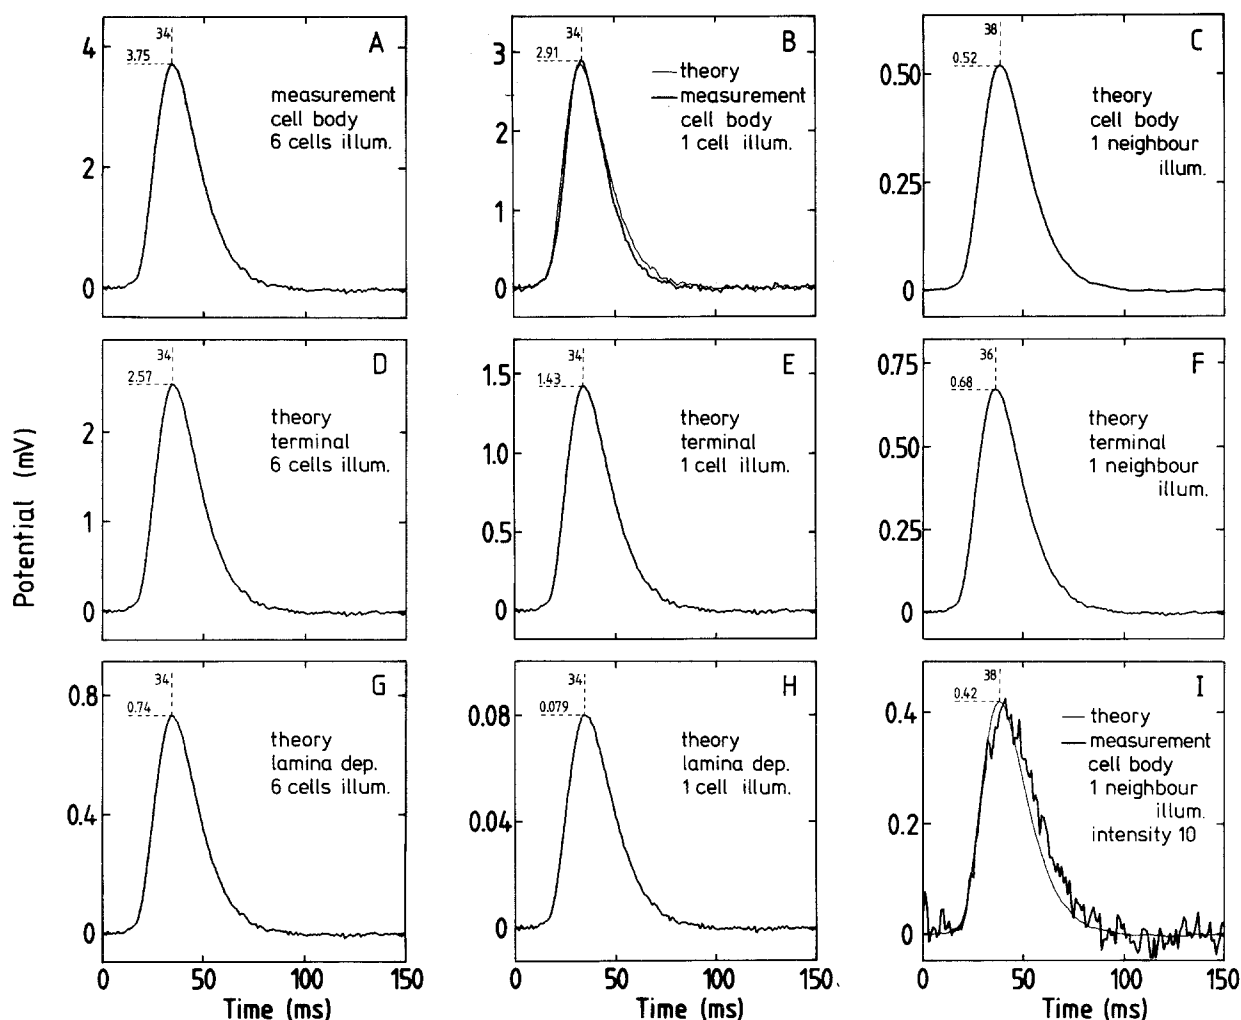 34
A
4
3.75
measurement
cell body
6 cells illum.
2
0
34
B
3
2.91
theory
measurement
cell body
1 cell illum.
2
1
0
38
C
0.52
0.50
theory
cell body
1 neighbour
illum.
0.25
0
34
D
2.57
2
theory
terminal
6 cells illum.
1
0
34
E
1.5
1.43
theory
terminal
1 cell illum.
1.0
0.5
0
36
F
0.75
0.68
theory
terminal
1 neighbour
illum.
0.50
0.25
0
Potential (mV)
34
G
0.8
0.74
theory
lamina dep.
6 cells illum.
0.4
0
0 50 100 150
Time (ms)
34
H
0.08
0.079
theory
lamina dep.
1 cell illum.
0.04
0
0 50 100 150
Time (ms)
38
I
0.42
0.4
theory
measurement
cell body
1 neighbour
illum.
intensity 10
0.2
0
0 50 100 150
Time (ms)